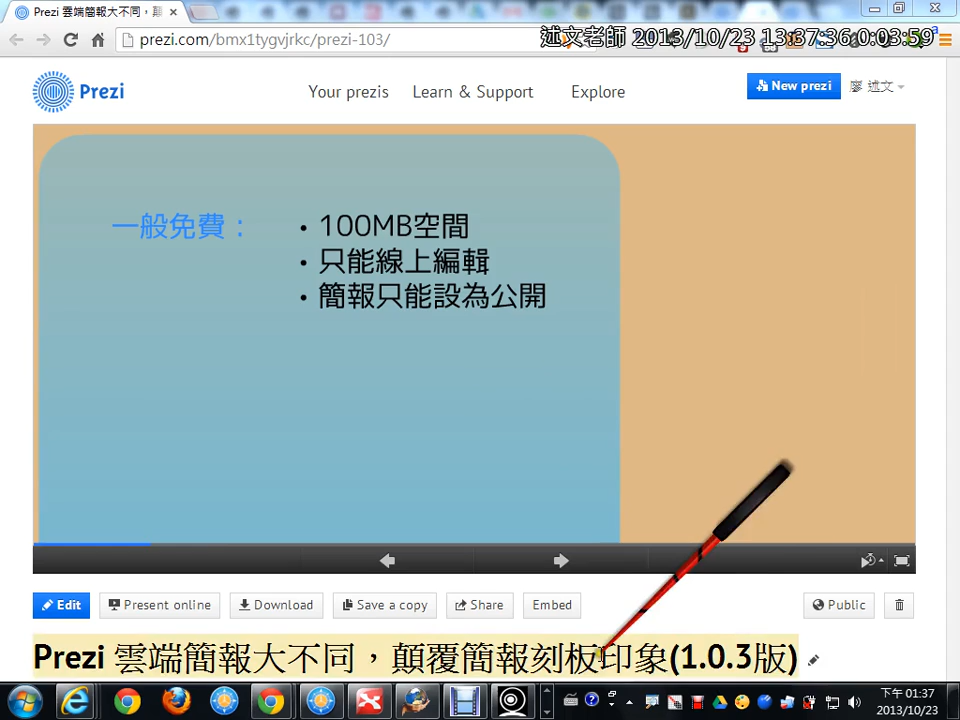 Prezi 雲端簡報大不同，顛
prezi.com/bmx1tygvjrkc/prezi-103/
述文老師 2013/10/23 13:37:36 0:03:59
Prezi
Your prezis
Learn & Support
Explore
New prezi
廖 述文
一般免費：
• 100MB空間
• 只能線上編輯
• 簡報只能設為公開
Edit
Present online
Download
Save a copy
Share
Embed
Public
Prezi 雲端簡報大不同，顛覆簡報刻板印象(1.0.3版)
下午 01:37
2013/10/23